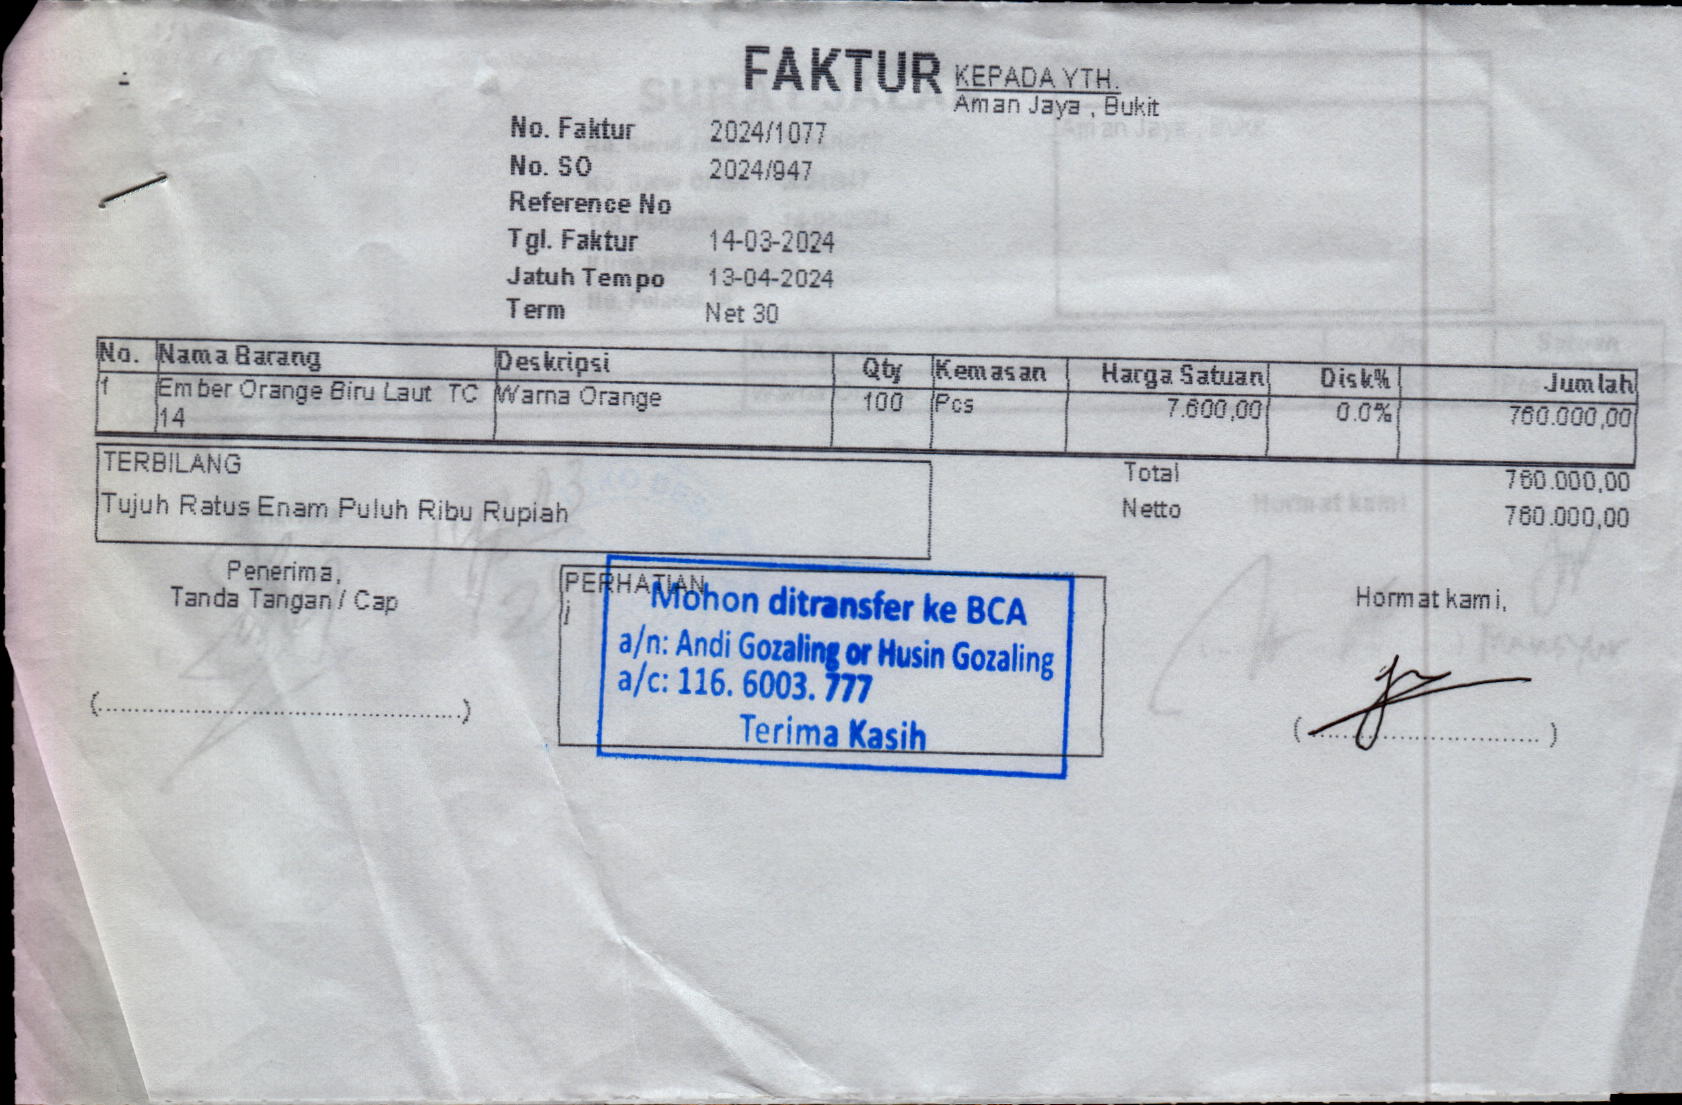 FAKTUR
KEPADA YTH.
Aman Jaya , Bukit
No. Faktur 2024/1077
No. SO 2024/947
Reference No
Tgl. Faktur 14-03-2024
Jatuh Tempo 13-04-2024
Term Net 30
No. Nama Barang Deskripsi Qty Kemasan Harga Satuan Disk% Jumlah
1 Ember Orange Biru Laut TC 14 Warna Orange 100 Pcs 7.600,00 0.0% 760.000,00
TERBILANG
Tujuh Ratus Enam Puluh Ribu Rupiah
Total 760.000,00
Netto 760.000,00
Penerima,
Tanda Tangan / Cap
(................................................)
PERHATIAN
Mohon ditransfer ke BCA
a/n: Andi Gozaling or Husin Gozaling
a/c: 116. 6003. 777
Terima Kasih
Hormat kami,
(................................)